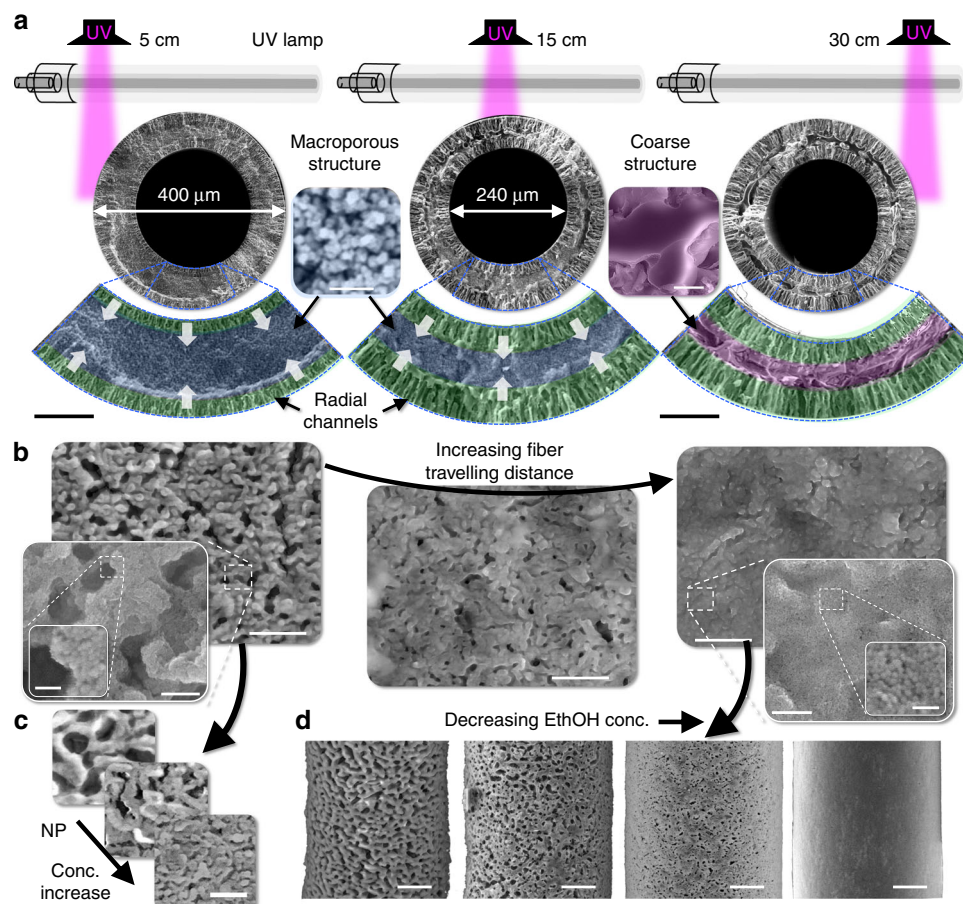 a
UV
5 cm
UV lamp
UV
15 cm
30 cm
UV
Macroporous
structure
Coarse
structure
400 μm
240 μm
Radial
channels
b
Increasing fiber
travelling distance
c
d
Decreasing EthOH conc.
NP
Conc.
increase